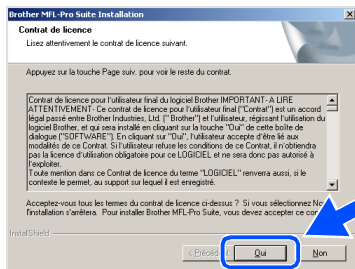 Brother MFL-Pro Suite Installation
Contrat de licence
Lisez attentivement le contrat de licence suivant.
Appuyez sur la touche Page suiv. pour voir le reste du contrat.
Contrat de licence pour l'utilisateur final du logiciel Brother IMPORTANT- A LIRE
ATTENTIVEMENT- Ce contrat de licence pour l'utilisateur final ("Contrat") est un accord
légal passé entre Brother Industries, Ltd. (" Brother") et l'utilisateur, régissant l'utilisation du
logiciel Brother, et qui sera installé en cliquant sur la touche "Oui" de cette boîte de
dialogue ("SOFTWARE"). En cliquant sur "Oui", l'utilisateur accepte d'être lié aux
modalités de ce Contrat. Si l'utilisateur refuse les conditions de ce Contrat, il n'obtiendra
pas la licence d'utilisation obligatoire pour ce LOGICIEL et ne sera donc pas autorisé à
l'exploiter.
Toute mention dans ce Contrat de licence du terme "LOGICIEL" renverra aussi, si le
contexte le permet, au support sur lequel il est enregistré.
Acceptez-vous tous les termes du contrat de licence ci-dessus ? Si vous sélectionnez
l'installation s'arrêtera. Pour installer Brother MFL-Pro Suite, vous devez accepter ce
InstallShield
Oui
Non